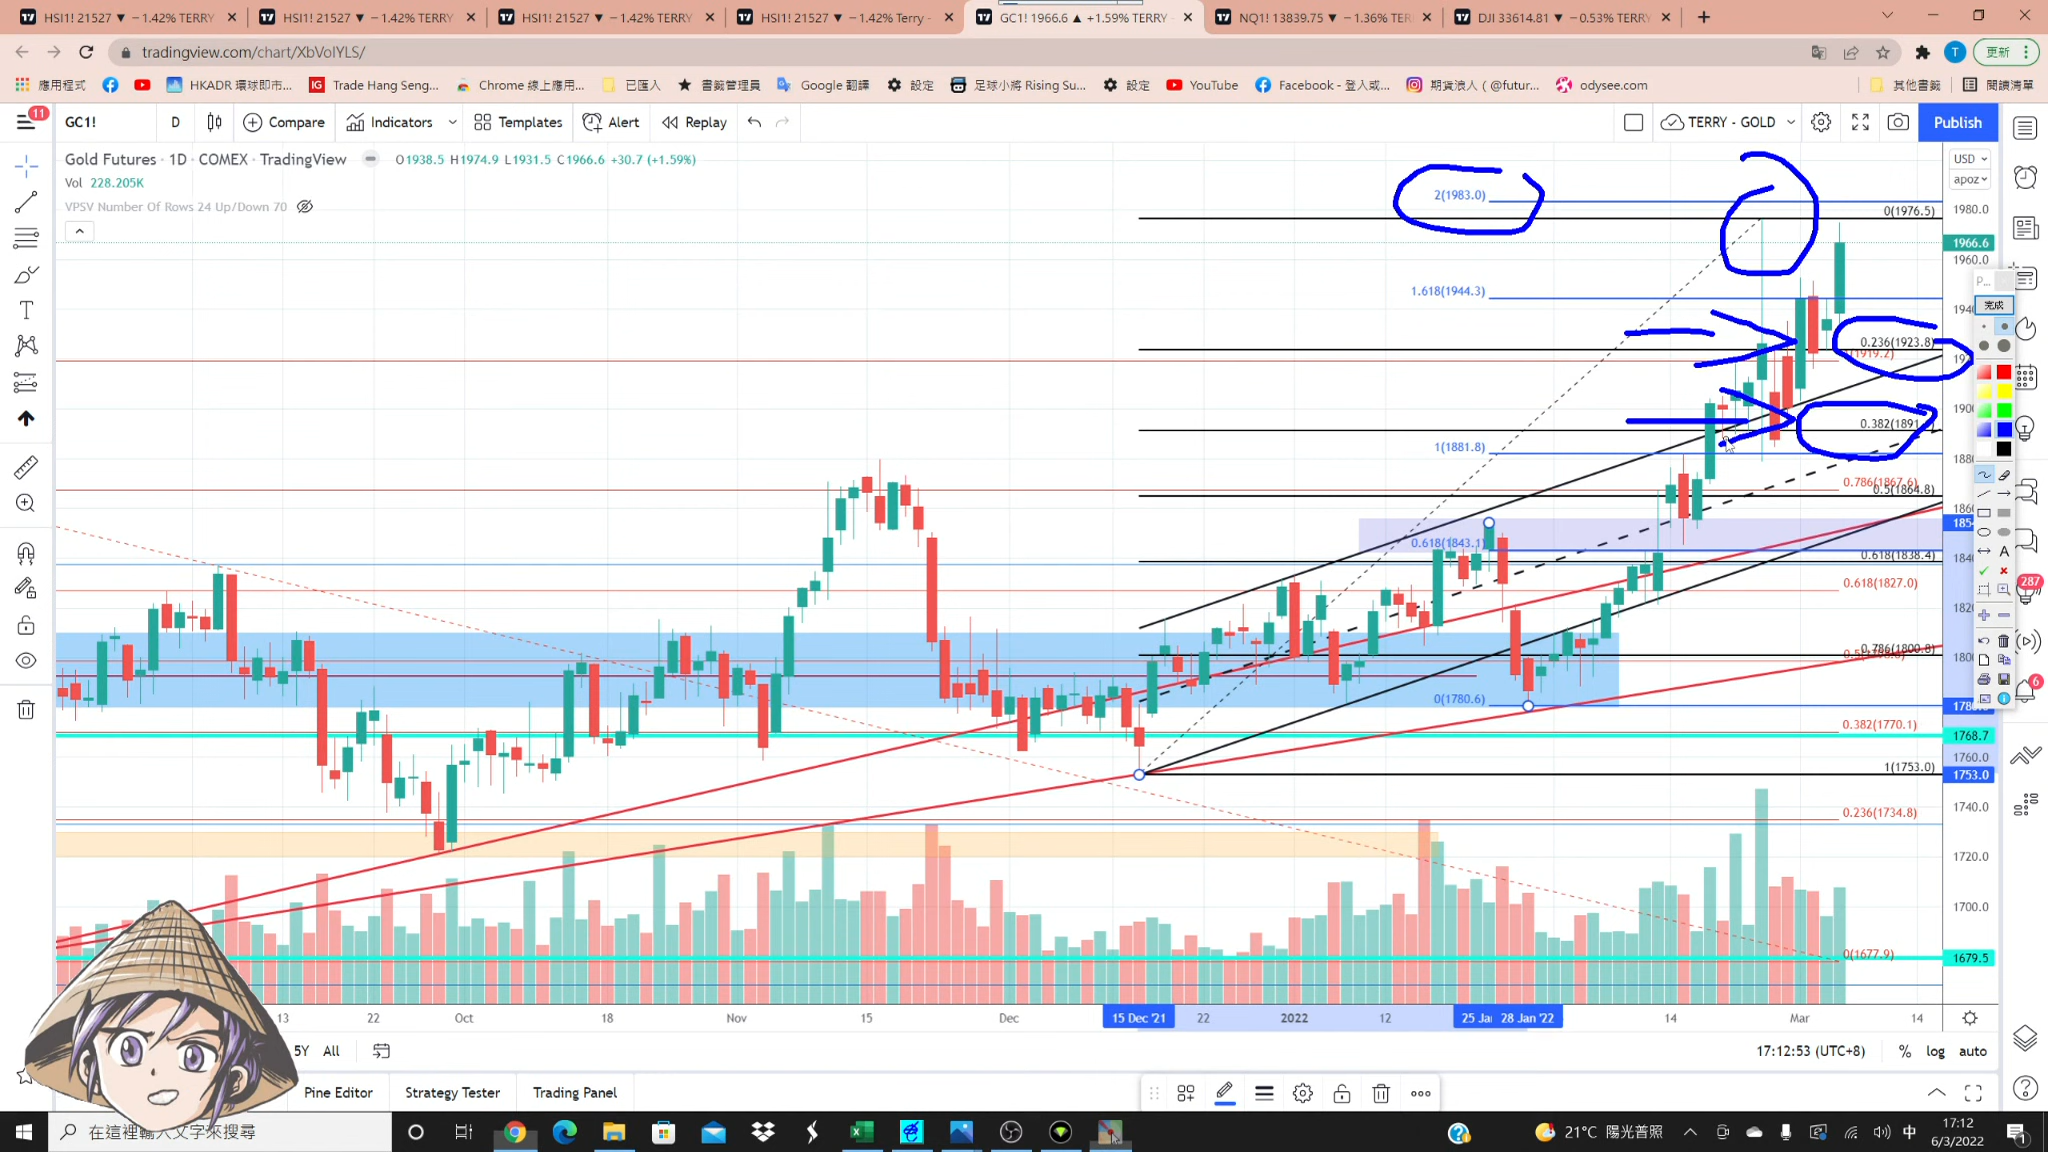 HSI1! 21527 ▼ −1.42% TERRY
HSI1! 21527 ▼ −1.42% TERRY
HSI1! 21527 ▼ −1.42% TERRY
HSI1! 21527 ▼ −1.42% Terry -
GC1! 1966.6 ▲ +1.59% TERRY
NQ1! 13839.75 ▼ −1.36% TER
DJI 33614.81 ▼ −0.53% TERRY
tradingview.com/chart/XbVoIYLS/
T
更新
應用程式
HKADR 環球即市...
IG
Trade Hang Seng...
Chrome 線上應用...
已匯入
書籤管理員
Google 翻譯
設定
足球小將 Rising Su...
設定
YouTube
Facebook - 登入或...
期貨浪人 ( @futur...
odysee.com
其他書籤
閱讀清單
11
GC1!
D
Compare
Indicators
Templates
Alert
Replay
TERRY - GOLD
Publish
Gold Futures · 1D · COMEX · TradingView
O1938.5 H1974.9 L1931.5 C1966.6 +30.7 (+1.59%)
Vol 228.205K
VPSV Number Of Rows 24 Up/Down 70
USD
apoz
2(1983.0)
0(1976.5)
1980.0
1966.6
1960.0
1.618(1944.3)
完成
0.236(1923.8)
0.382(1891
1(1881.8)
0.786(1867.6)
0.5(1864.8)
0.618(1843.1)
0.618(1838.4)
0.618(1827.0)
0.786(1800.8)
0(1780.6)
0.382(1770.1)
1768.7
1(1753.0)
1760.0
1753.0
1740.0
0.236(1734.8)
1720.0
1700.0
0(1677.9)
1679.5
287
6
13
22
Oct
18
Nov
15
Dec
15 Dec '21
22
2022
12
28 Jan '22
14
Mar
14
5Y
All
17:12:53 (UTC+8)
%
log
auto
Pine Editor
Strategy Tester
Trading Panel
在這裡輸入文字來搜尋
21°C 陽光普照
中
17:12
6/3/2022
1